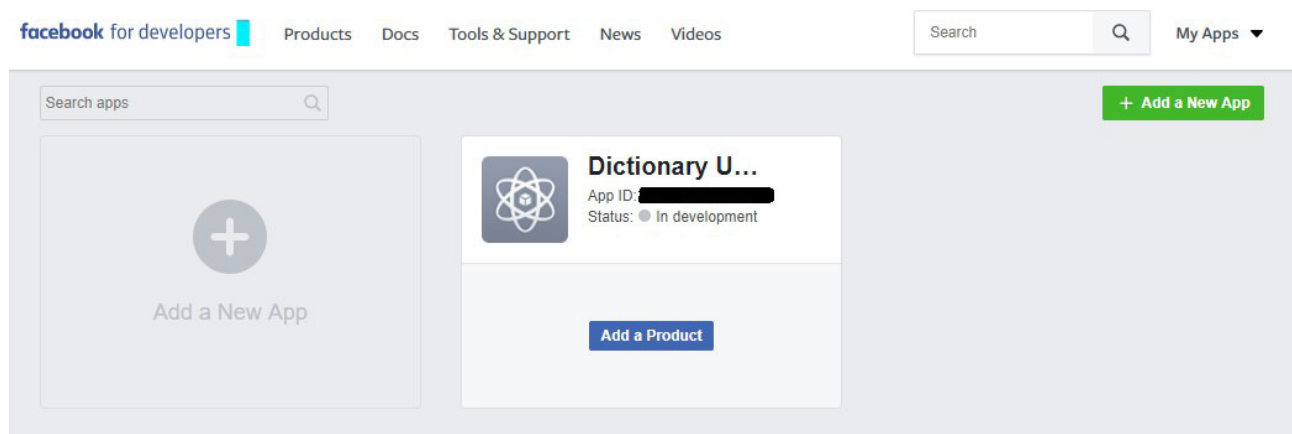 facebook for developers Products Docs Tools & Support News Videos Search My Apps
Search apps
+ Add a New App
Dictionary U...
App ID:
Status: In development
Add a New App
Add a Product